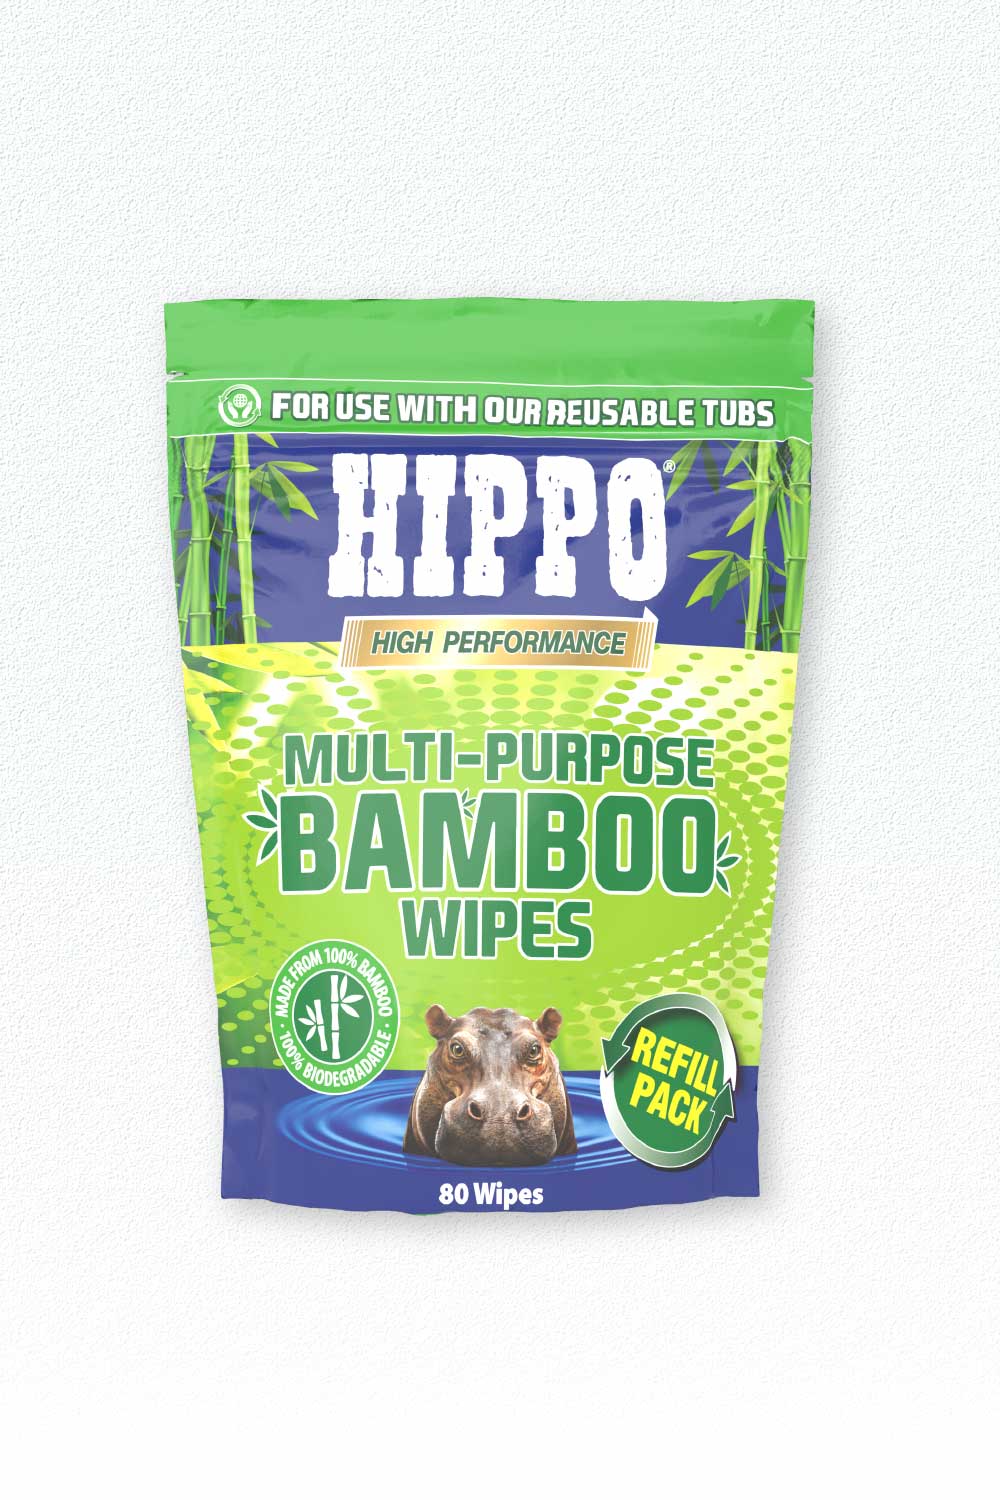 FOR USE WITH OUR REUSABLE TUBS
HIPPO®
HIGH PERFORMANCE
MULTI-PURPOSE
BAMBOO
WIPES
MADE FROM 100% BAMBOO
• 100% BIODEGRADABLE •
REFILL
PACK
80 Wipes